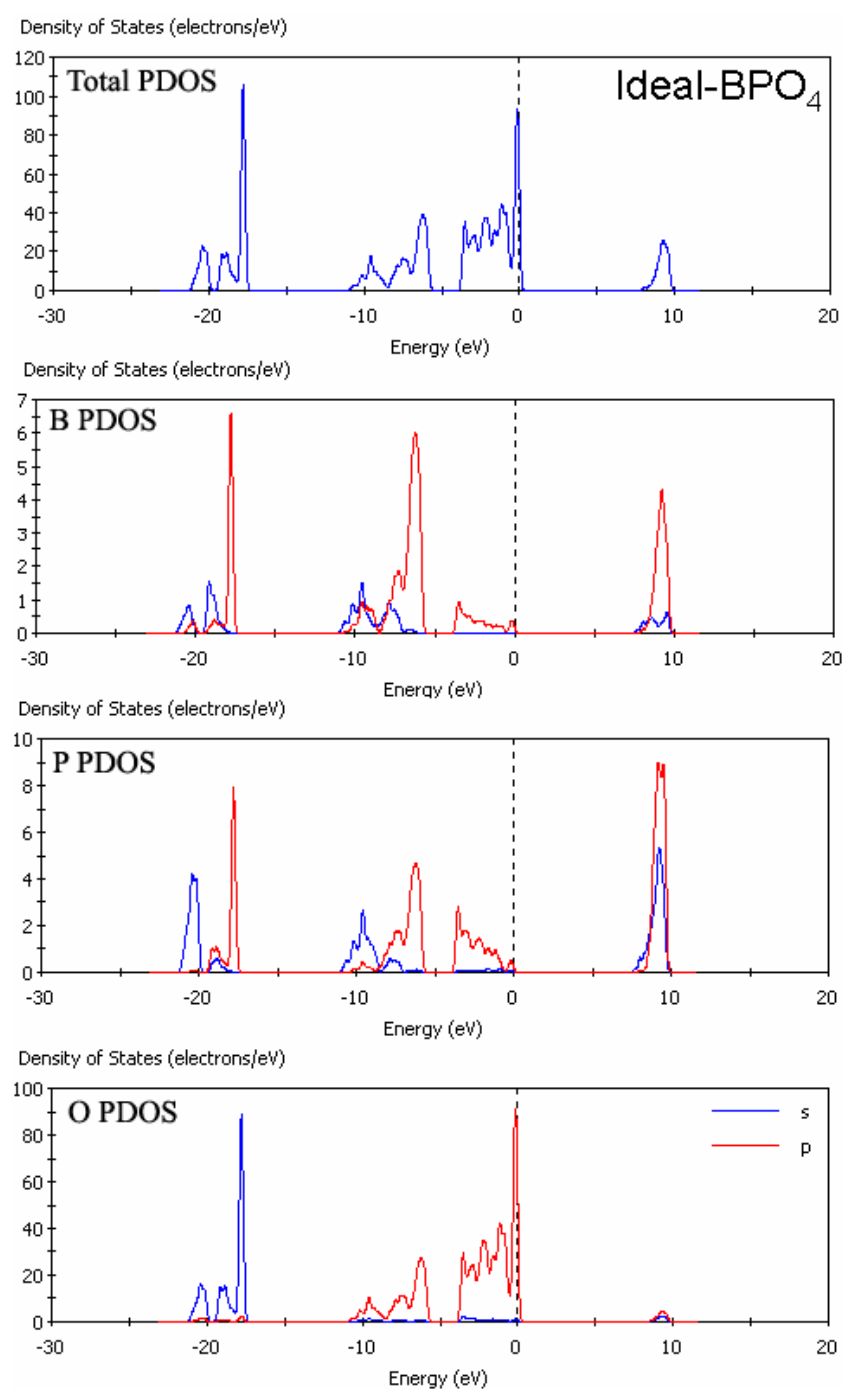 Density of States (electrons/eV)
Total PDOS
Ideal-BPO₄
120
100
80
60
40
20
0
-30 -20 -10 0 10 20
Energy (eV)
Density of States (electrons/eV)
B PDOS
7
6
5
4
3
2
1
0
-30 -20 -10 0 10 20
Energy (eV)
Density of States (electrons/eV)
P PDOS
10
8
6
4
2
0
-30 -20 -10 0 10 20
Energy (eV)
Density of States (electrons/eV)
O PDOS
s
p
100
80
60
40
20
0
-30 -20 -10 0 10 20
Energy (eV)